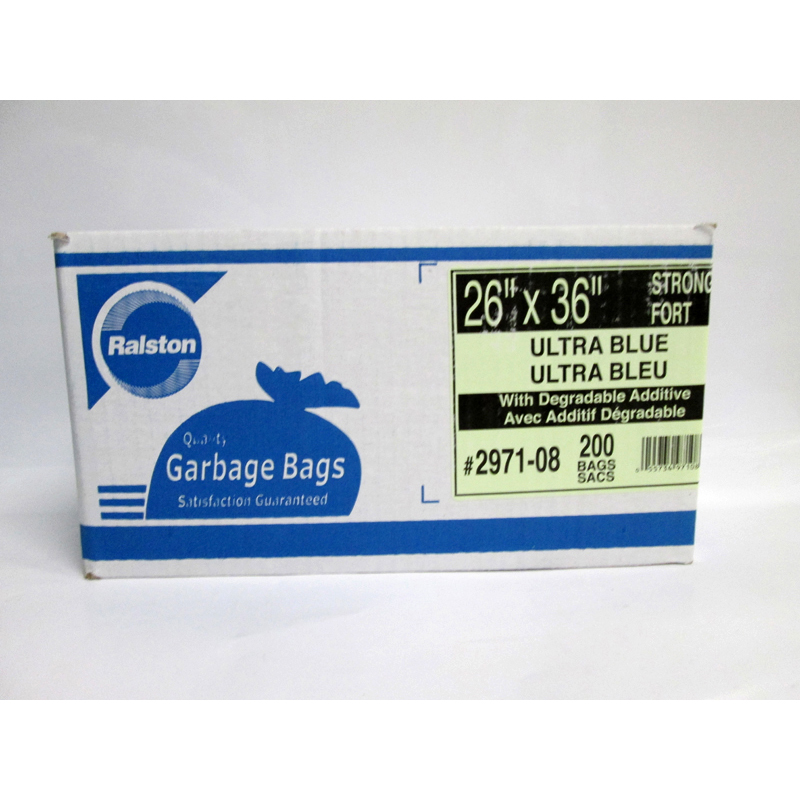 Ralston
Quality
Garbage Bags
Satisfaction Guaranteed
26" x 36"
STRONG
FORT
ULTRA BLUE
ULTRA BLEU
With Degradable Additive
Avec Additif Dégradable
#2971-08
200
BAGS
SACS